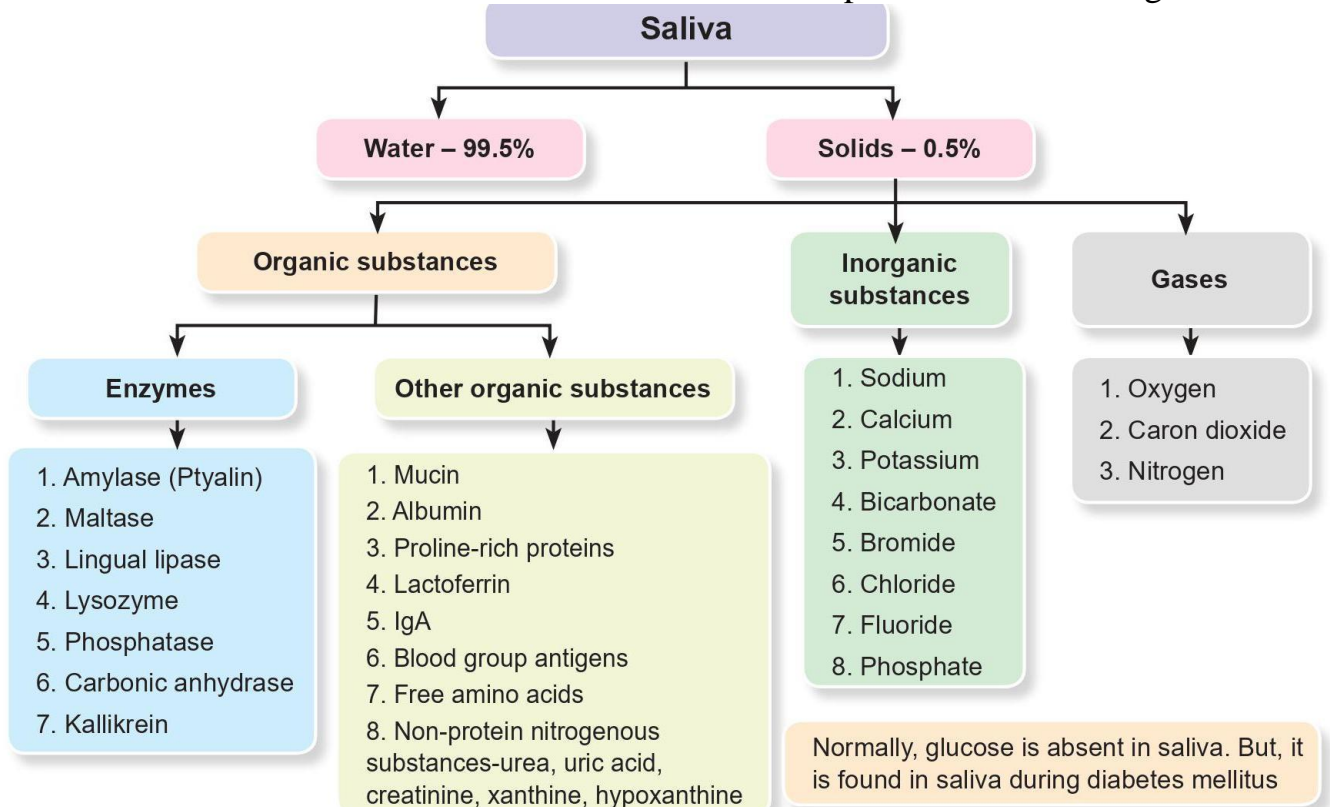 Saliva
Water – 99.5%
Solids – 0.5%
Organic substances
Inorganic
substances
Gases
Enzymes
Other organic substances
1. Amylase (Ptyalin)
2. Maltase
3. Lingual lipase
4. Lysozyme
5. Phosphatase
6. Carbonic anhydrase
7. Kallikrein
1. Mucin
2. Albumin
3. Proline-rich proteins
4. Lactoferrin
5. IgA
6. Blood group antigens
7. Free amino acids
8. Non-protein nitrogenous
substances-urea, uric acid,
creatinine, xanthine, hypoxanthine
1. Sodium
2. Calcium
3. Potassium
4. Bicarbonate
5. Bromide
6. Chloride
7. Fluoride
8. Phosphate
1. Oxygen
2. Caron dioxide
3. Nitrogen
Normally, glucose is absent in saliva. But, it
is found in saliva during diabetes mellitus